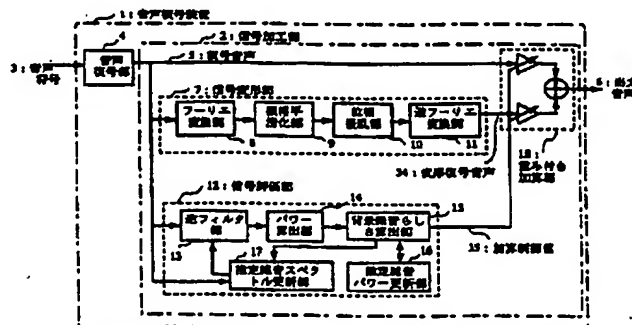 1：音声復号装置
2：信号加工部
4
音声
復号部
3：音声
符号
5：復号音声
6：出力
音声
7：信号変形部
フーリエ
変換部
振幅平
滑化部
位相
擾乱部
逆フーリエ
変換部
8
9
10
11
18：
重み付き
加算部
34：変形復号音声
12：信号評価部
14
逆フィルタ
部
パワー
算出部
背景雑音らし
さ算出部
15
13
17
16
35：加算制御値
推定雑音スペク
トル更新部
推定雑音
パワー更新部